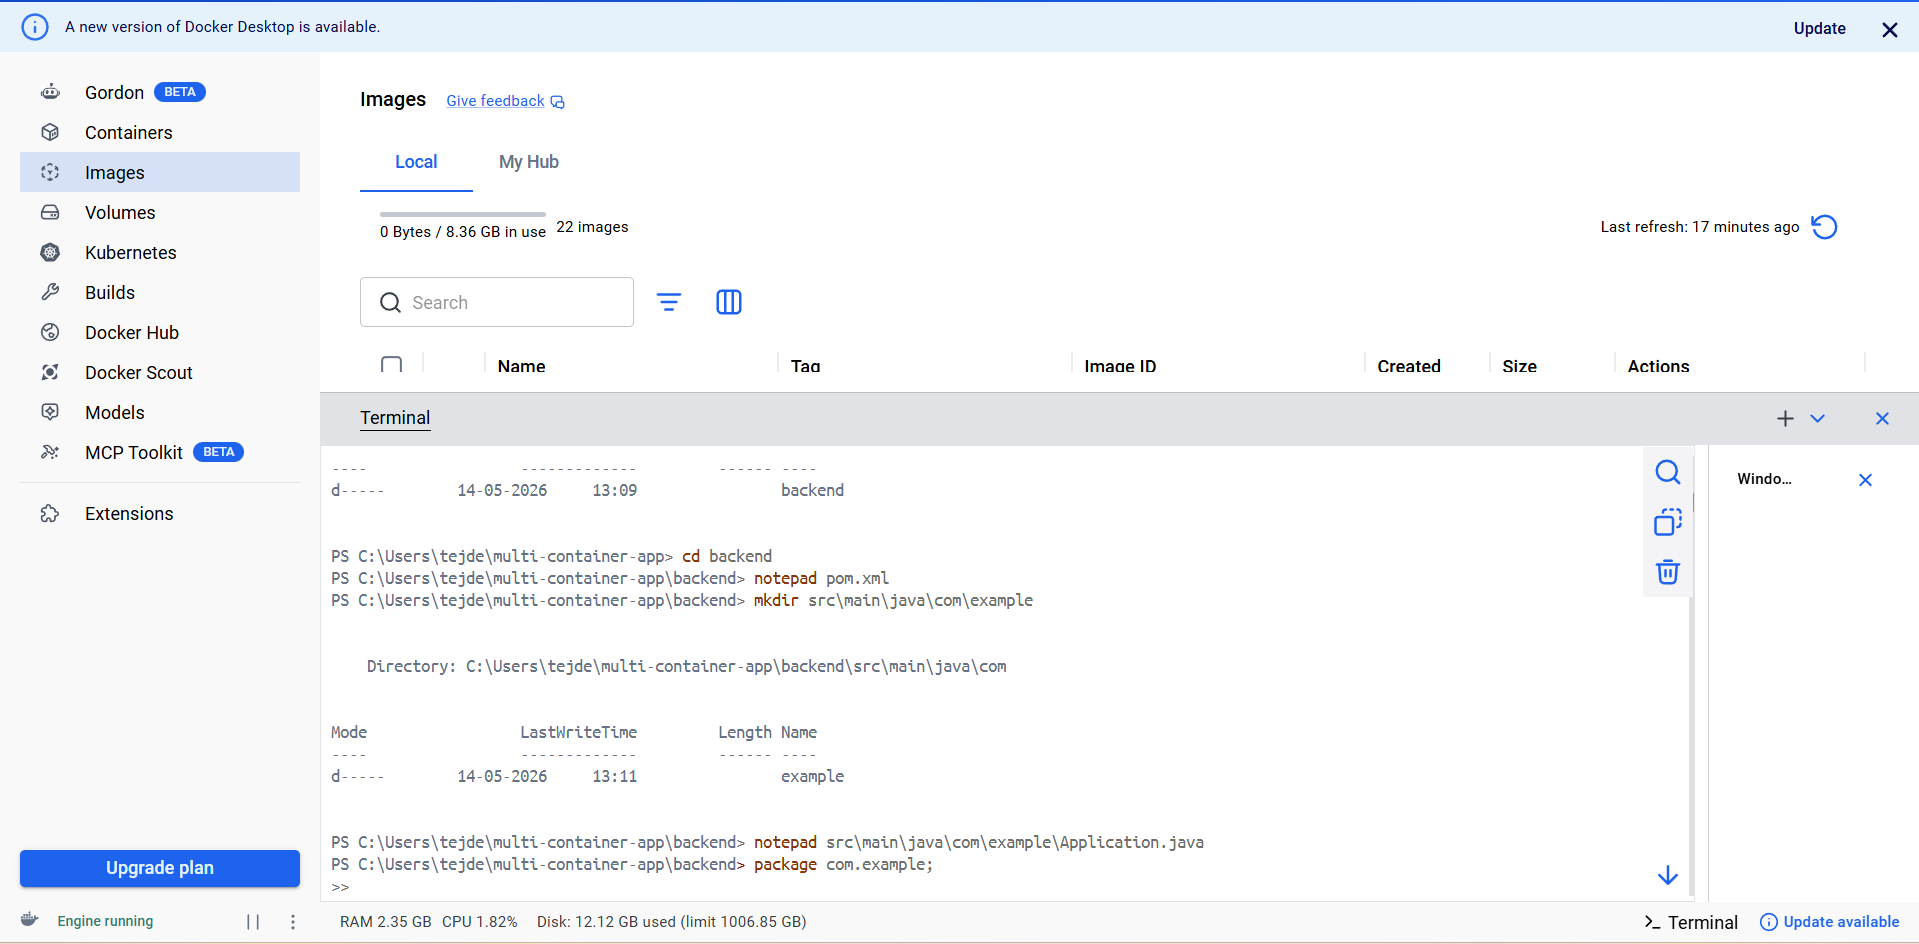 A new version of Docker Desktop is available.
Update
Gordon BETA
Containers
Images
Volumes
Kubernetes
Builds
Docker Hub
Docker Scout
Models
MCP Toolkit BETA
Extensions
Upgrade plan
Engine running
Images Give feedback
Local My Hub
0 Bytes / 8.36 GB in use 22 images
Last refresh: 17 minutes ago
Search
Name Tag Image ID Created Size Actions
Terminal
---- ------------- ------ ----
d----- 14-05-2026 13:09 backend
PS C:\Users\tejde\multi-container-app> cd backend
PS C:\Users\tejde\multi-container-app\backend> notepad pom.xml
PS C:\Users\tejde\multi-container-app\backend> mkdir src\main\java\com\example
Directory: C:\Users\tejde\multi-container-app\backend\src\main\java\com
Mode LastWriteTime Length Name
---- ------------- ------ ----
d----- 14-05-2026 13:11 example
PS C:\Users\tejde\multi-container-app\backend> notepad src\main\java\com\example\Application.java
PS C:\Users\tejde\multi-container-app\backend> package com.example;
>>
Windo...
RAM 2.35 GB CPU 1.82% Disk: 12.12 GB used (limit 1006.85 GB)
>_ Terminal
Update available